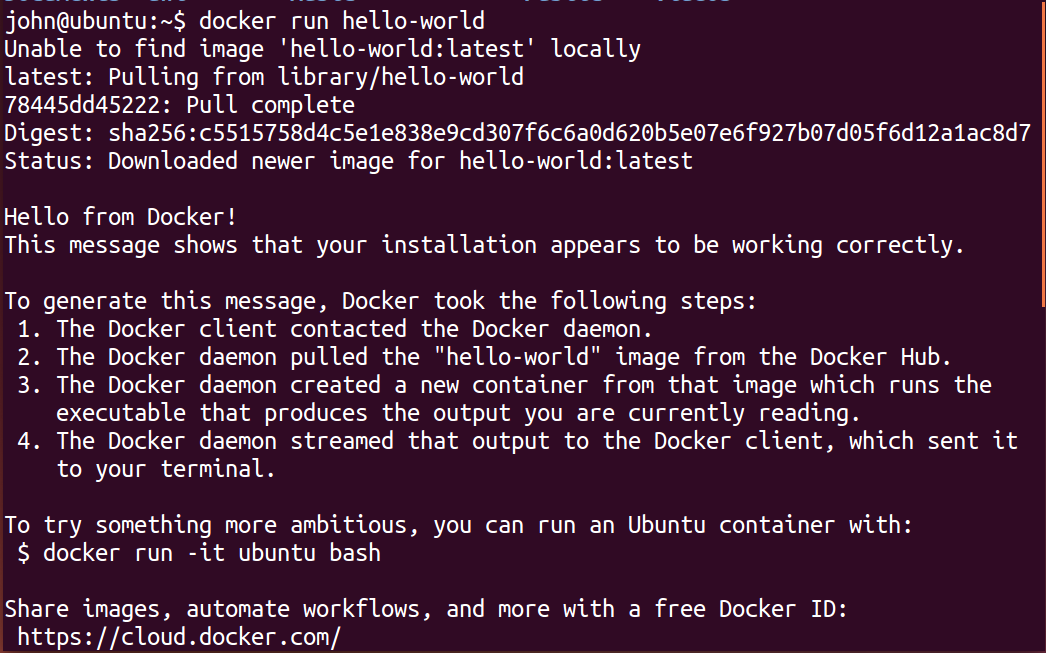 john@ubuntu:~$ docker run hello-world
Unable to find image 'hello-world:latest' locally
latest: Pulling from library/hello-world
78445dd45222: Pull complete
Digest: sha256:c5515758d4c5e1e838e9cd307f6c6a0d620b5e07e6f927b07d05f6d12a1ac8d7
Status: Downloaded newer image for hello-world:latest
Hello from Docker!
This message shows that your installation appears to be working correctly.
To generate this message, Docker took the following steps:
1. The Docker client contacted the Docker daemon.
2. The Docker daemon pulled the "hello-world" image from the Docker Hub.
3. The Docker daemon created a new container from that image which runs the
executable that produces the output you are currently reading.
4. The Docker daemon streamed that output to the Docker client, which sent it
to your terminal.
To try something more ambitious, you can run an Ubuntu container with:
$ docker run -it ubuntu bash
Share images, automate workflows, and more with a free Docker ID:
https://cloud.docker.com/